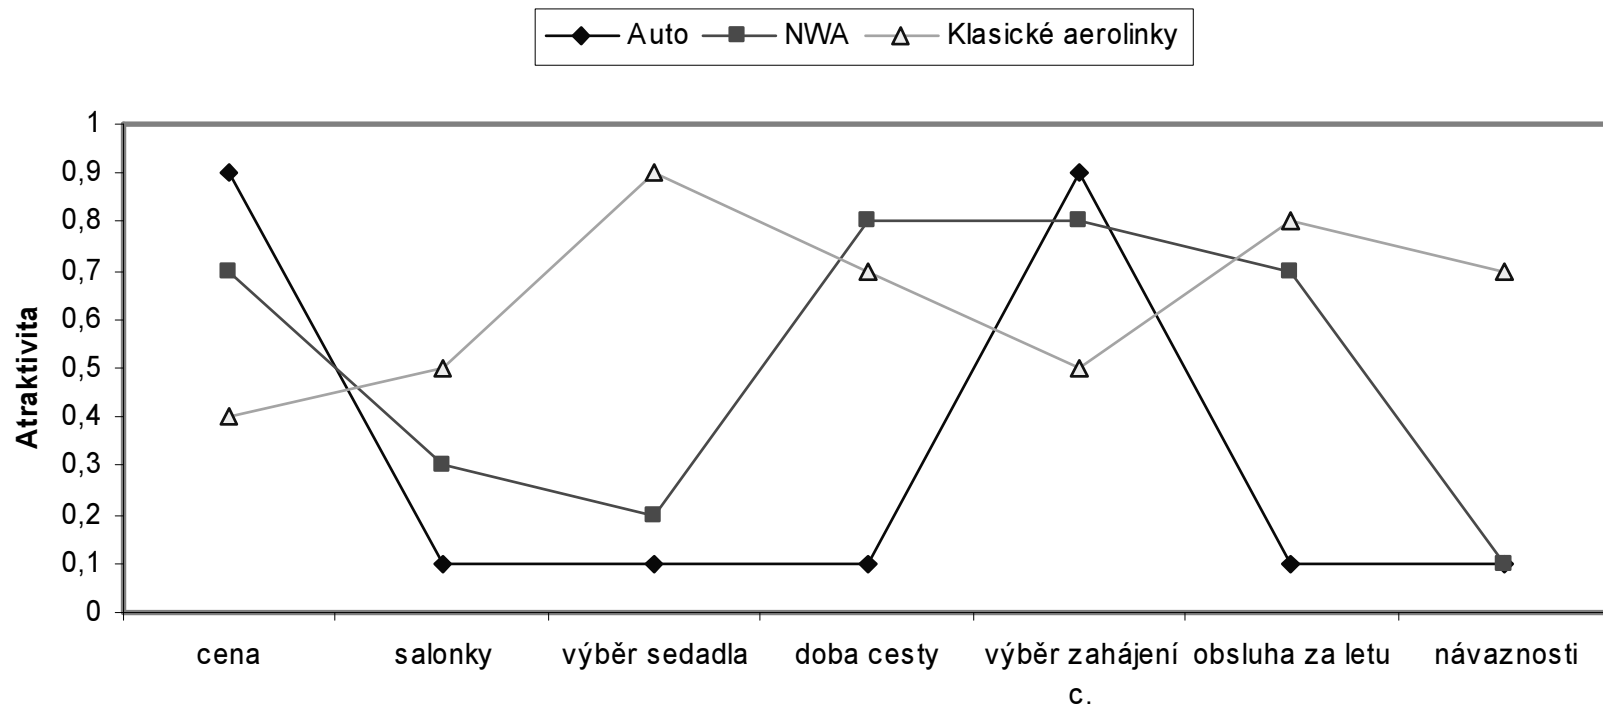 Auto NWA Klasické aerolinky
1
0,9
0,8
0,7
0,6
0,5
0,4
0,3
0,2
0,1
0
Atraktivita
cena salonky výběr sedadla doba cesty výběr zahájení obsluha za letu návaznosti
c.